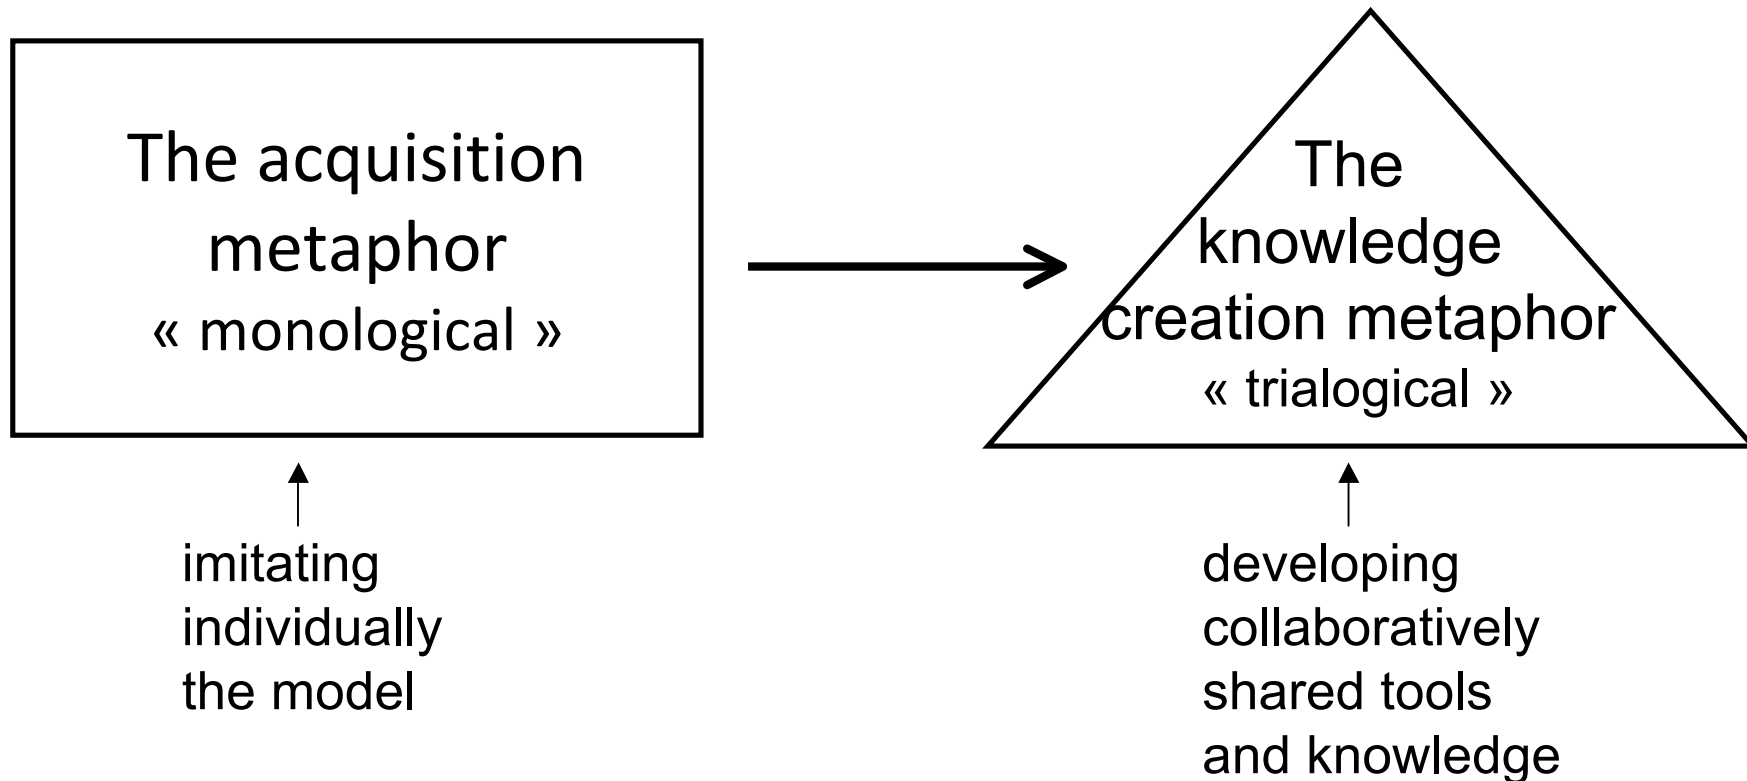 The acquisition
metaphor
« monological »
The
knowledge
creation metaphor
« trialogical »
imitating
individually
the model
developing
collaboratively
shared tools
and knowledge